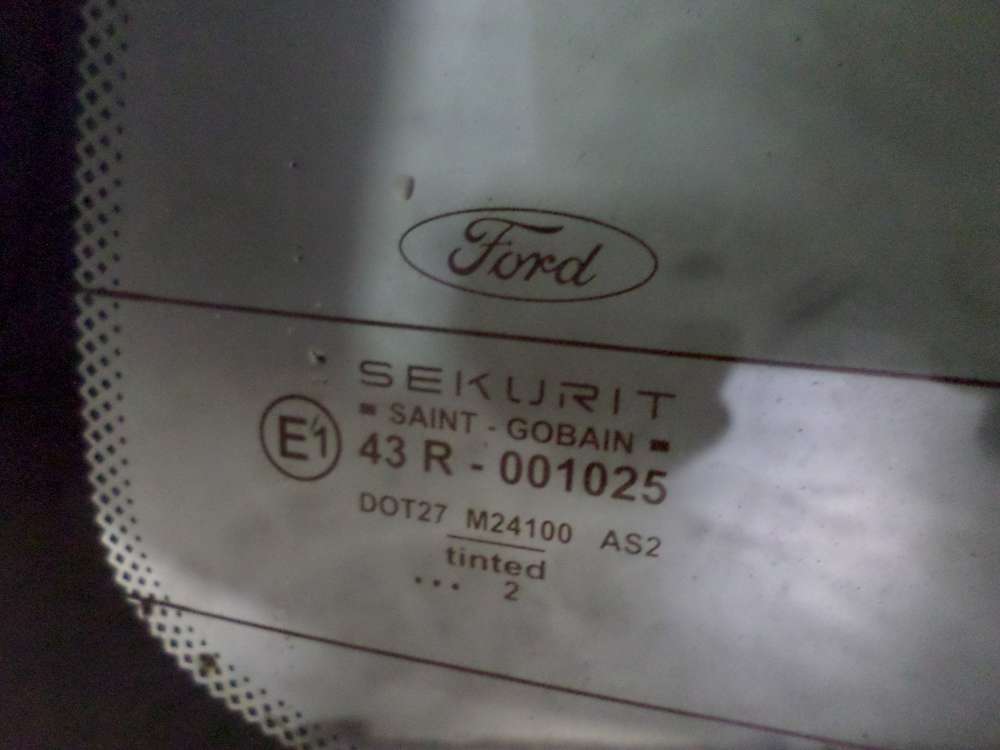 Ford
SEKURIT
SAINT - GOBAIN
E1
43 R - 001025
DOT27 M24100 AS2
tinted
... 2